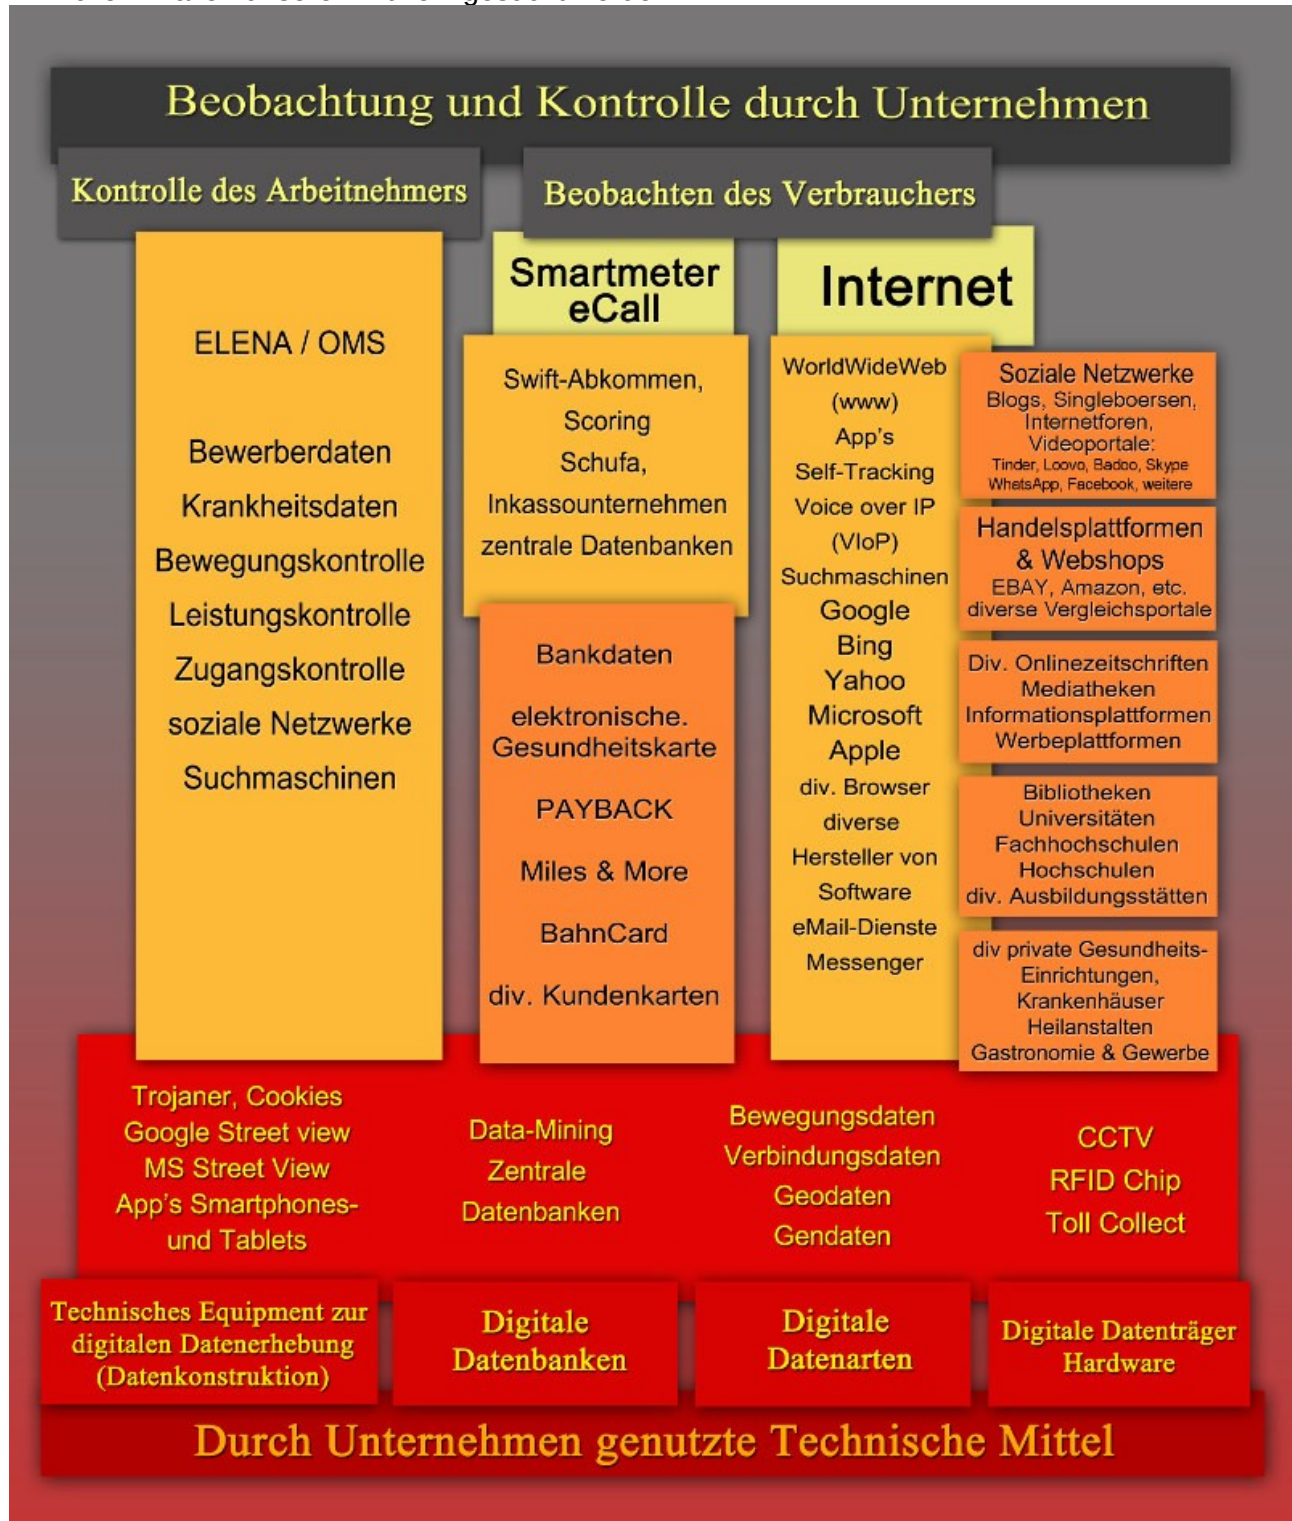 Beobachtung und Kontrolle durch Unternehmen
Kontrolle des Arbeitnehmers
Beobachten des Verbrauchers
ELENA / OMS
Bewerberdaten
Krankheitsdaten
Bewegungskontrolle
Leistungskontrolle
Zugangskontrolle
soziale Netzwerke
Suchmaschinen
Smartmeter
eCall
Swift-Abkommen,
Scoring
Schufa,
Inkassounternehmen
zentrale Datenbanken
Bankdaten
elektronische.
Gesundheitskarte
PAYBACK
Miles & More
BahnCard
div. Kundenkarten
Internet
WorldWideWeb
(www)
App's
Self-Tracking
Voice over IP
(VIoP)
Suchmaschinen
Google
Bing
Yahoo
Microsoft
Apple
div. Browser
diverse
Hersteller von
Software
eMail-Dienste
Messenger
Soziale Netzwerke
Blogs, Singleboersen,
Internetforen,
Videoportale:
Tinder, Loovo, Badoo, Skype
WhatsApp, Facebook, weitere
Handelsplattformen
& Webshops
EBAY, Amazon, etc.
diverse Vergleichsportale
Div. Onlinezeitschriften
Mediatheken
Informationsplattformen
Werbeplattformen
Bibliotheken
Universitäten
Fachhochschulen
Hochschulen
div. Ausbildungsstätten
div private Gesundheits-
Einrichtungen,
Krankenhäuser
Heilanstalten
Gastronomie & Gewerbe
Trojaner, Cookies
Google Street view
MS Street View
App's Smartphones-
und Tablets
Data-Mining
Zentrale
Datenbanken
Bewegungsdaten
Verbindungsdaten
Geodaten
Gendaten
CCTV
RFID Chip
Toll Collect
Technisches Equipment zur
digitalen Datenerhebung
(Datenkonstruktion)
Digitale
Datenbanken
Digitale
Datenarten
Digitale Datenträger
Hardware
Durch Unternehmen genutzte Technische Mittel